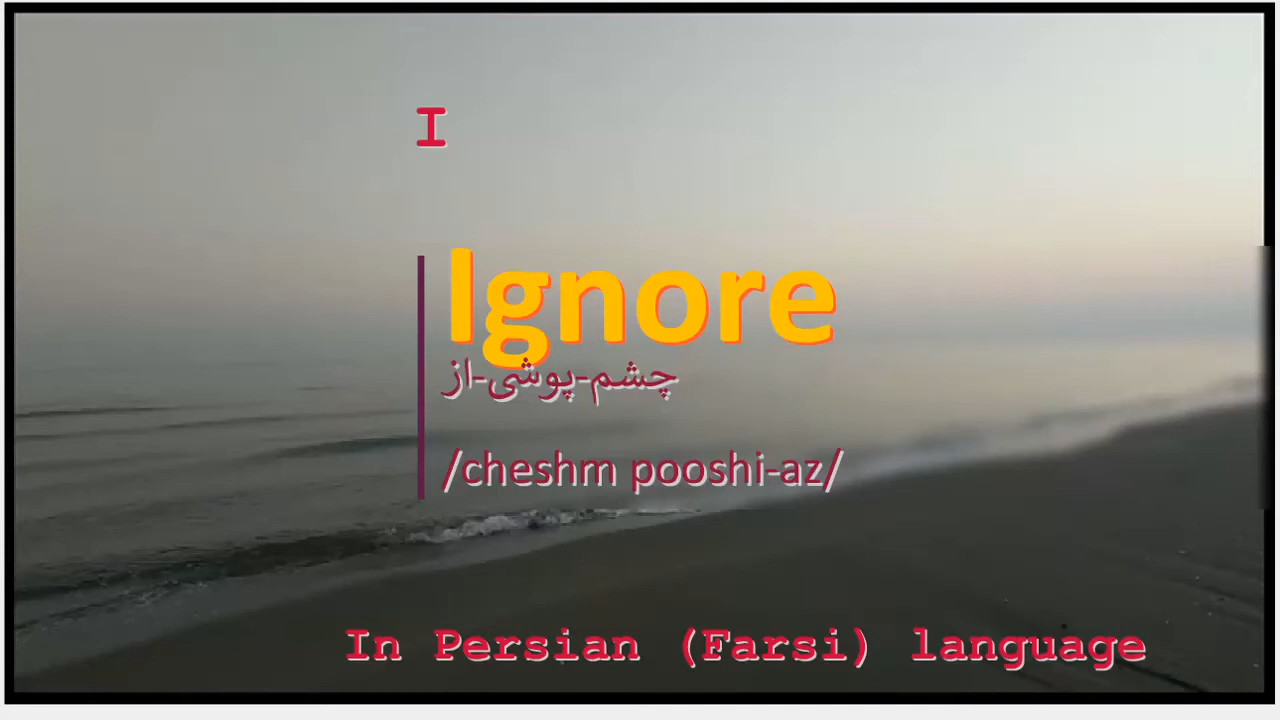 I
Ignore
چشم-پوشی-از
/cheshm pooshi-az/
In Persian (Farsi) language